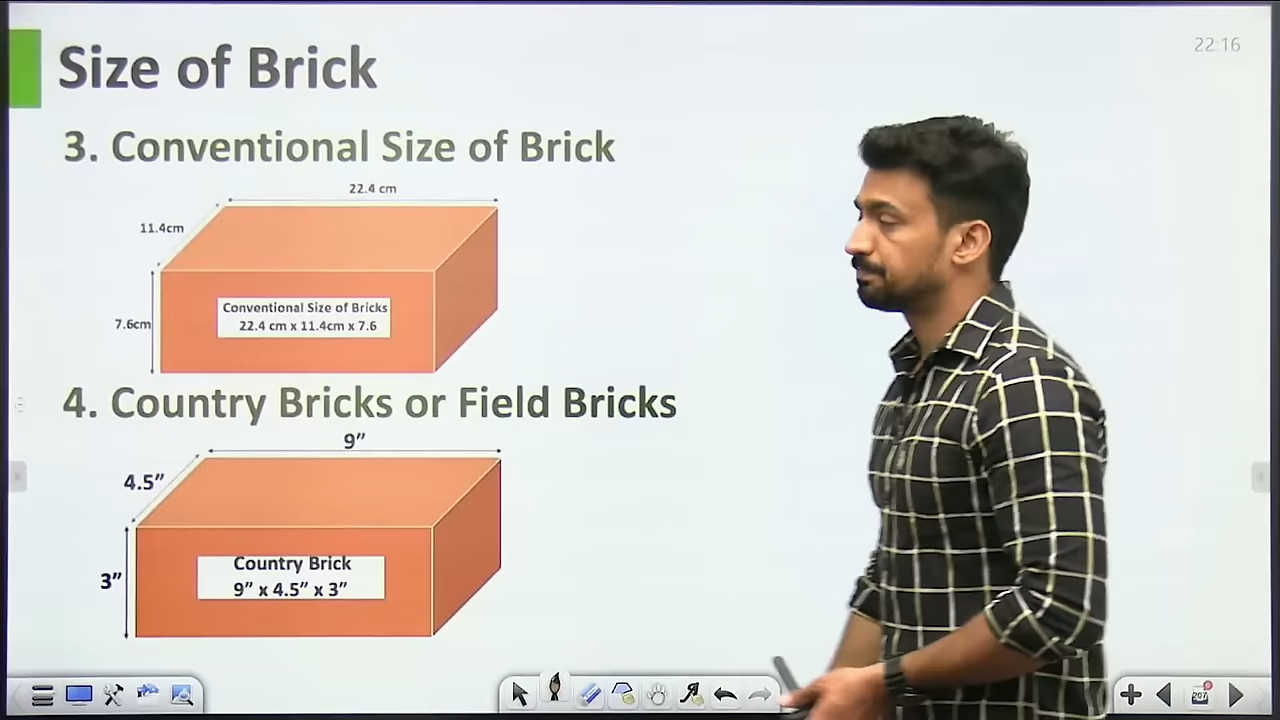 Size of Brick
22:16
3. Conventional Size of Brick
22.4 cm
11.4cm
7.6cm
Conventional Size of Bricks
22.4 cm x 11.4cm x 7.6
4. Country Bricks or Field Bricks
9”
4.5”
3”
Country Brick
9” x 4.5” x 3”
207